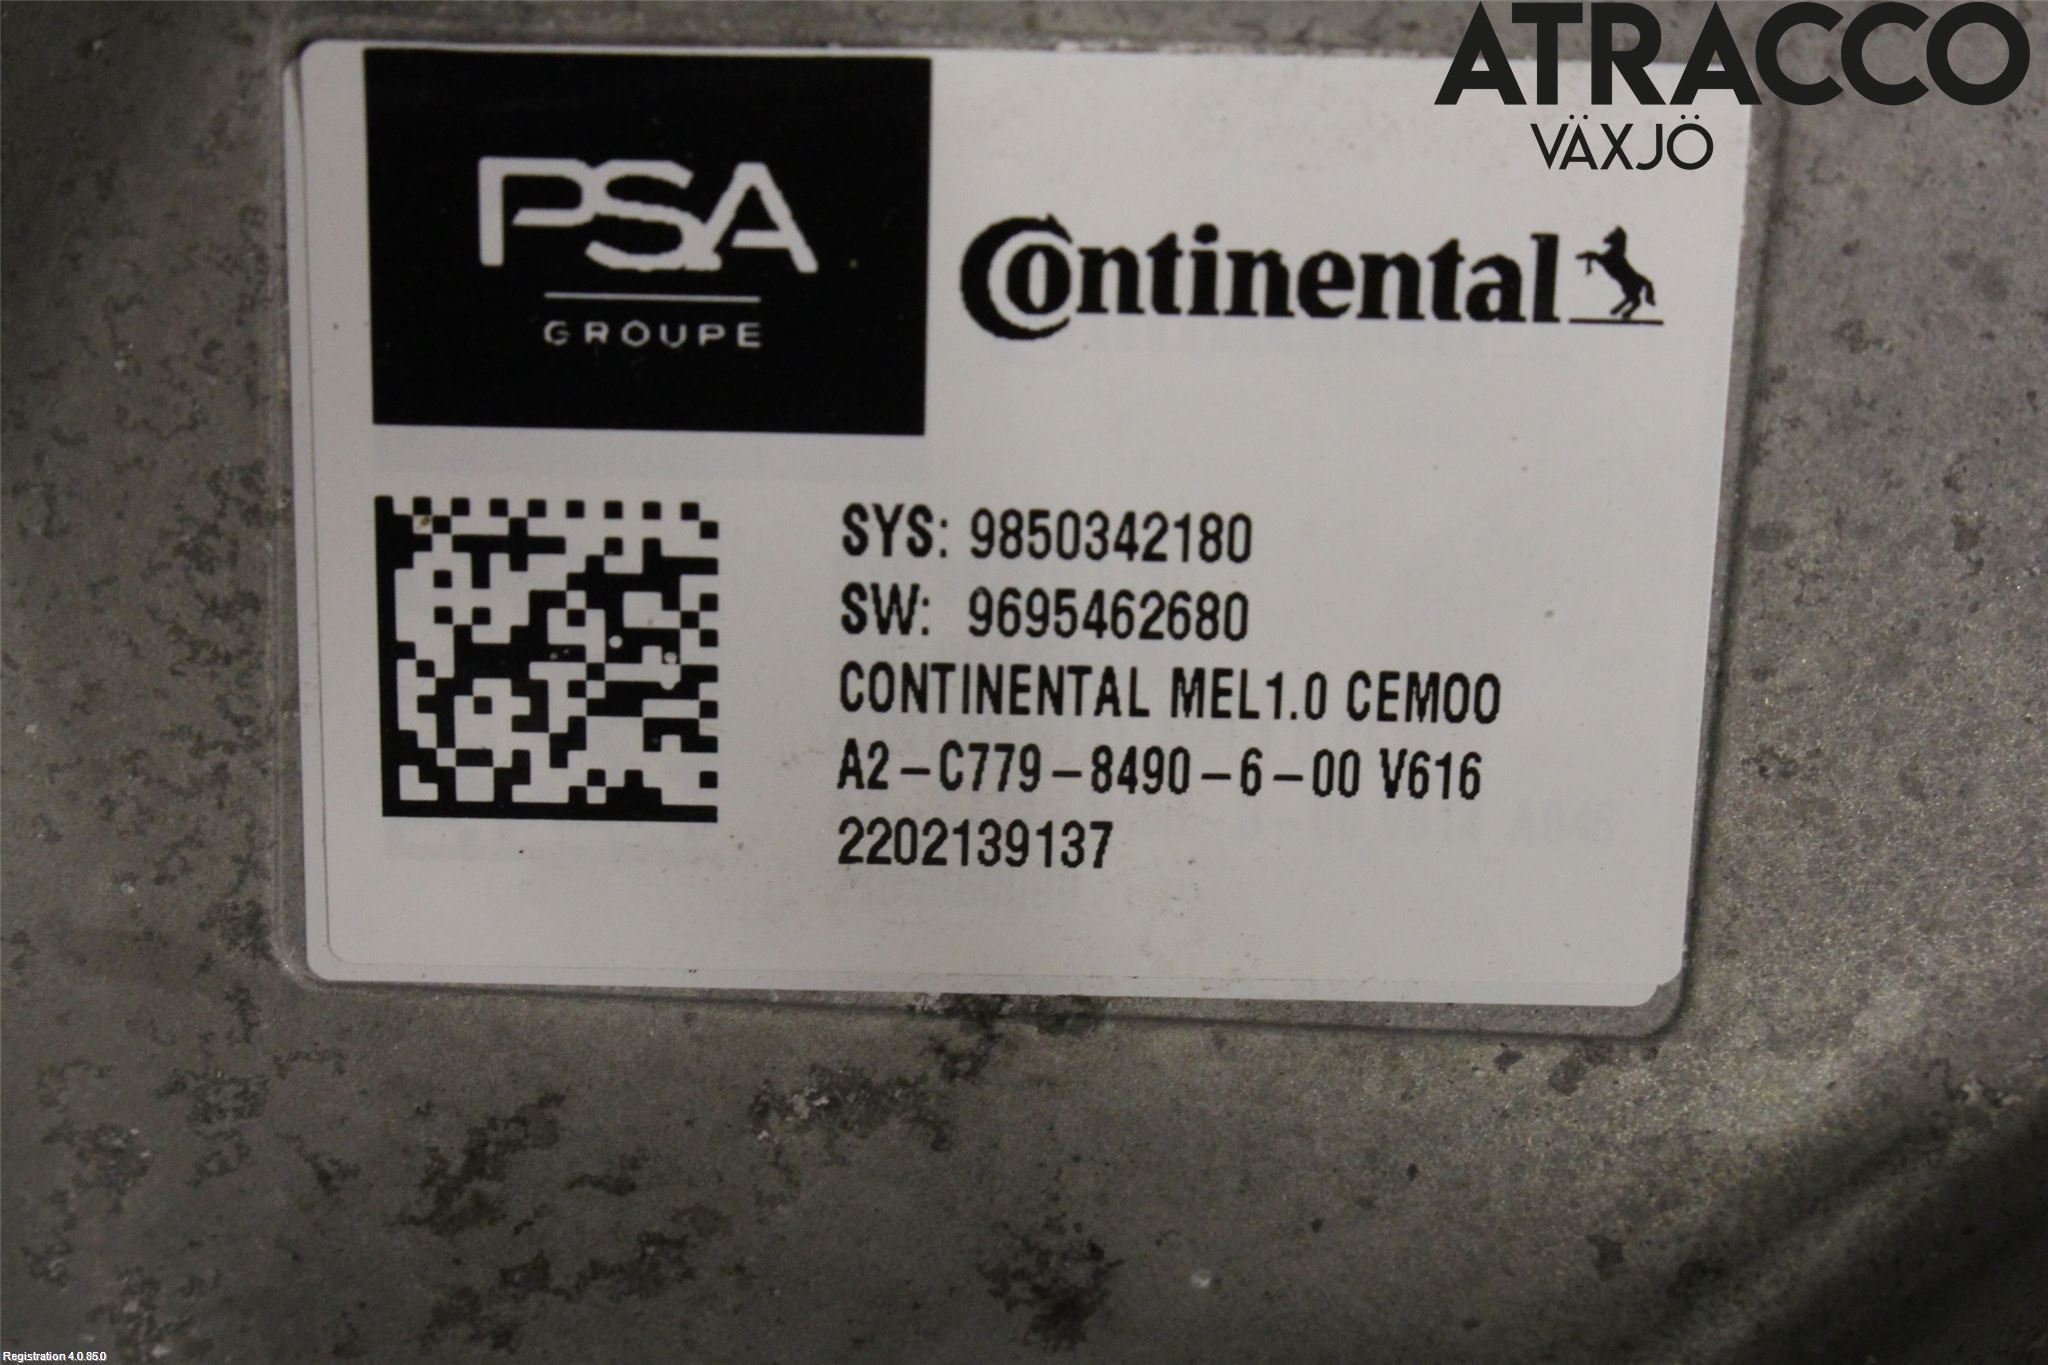 ATRACCO
VÄXJÖ
PSA
GROUPE
Continental
SYS: 9850342180
SW: 9695462680
CONTINENTAL MEL1.0 CEM00
A2-C779-8490-6-00 V616
2202139137
Registration 4.0.85.0